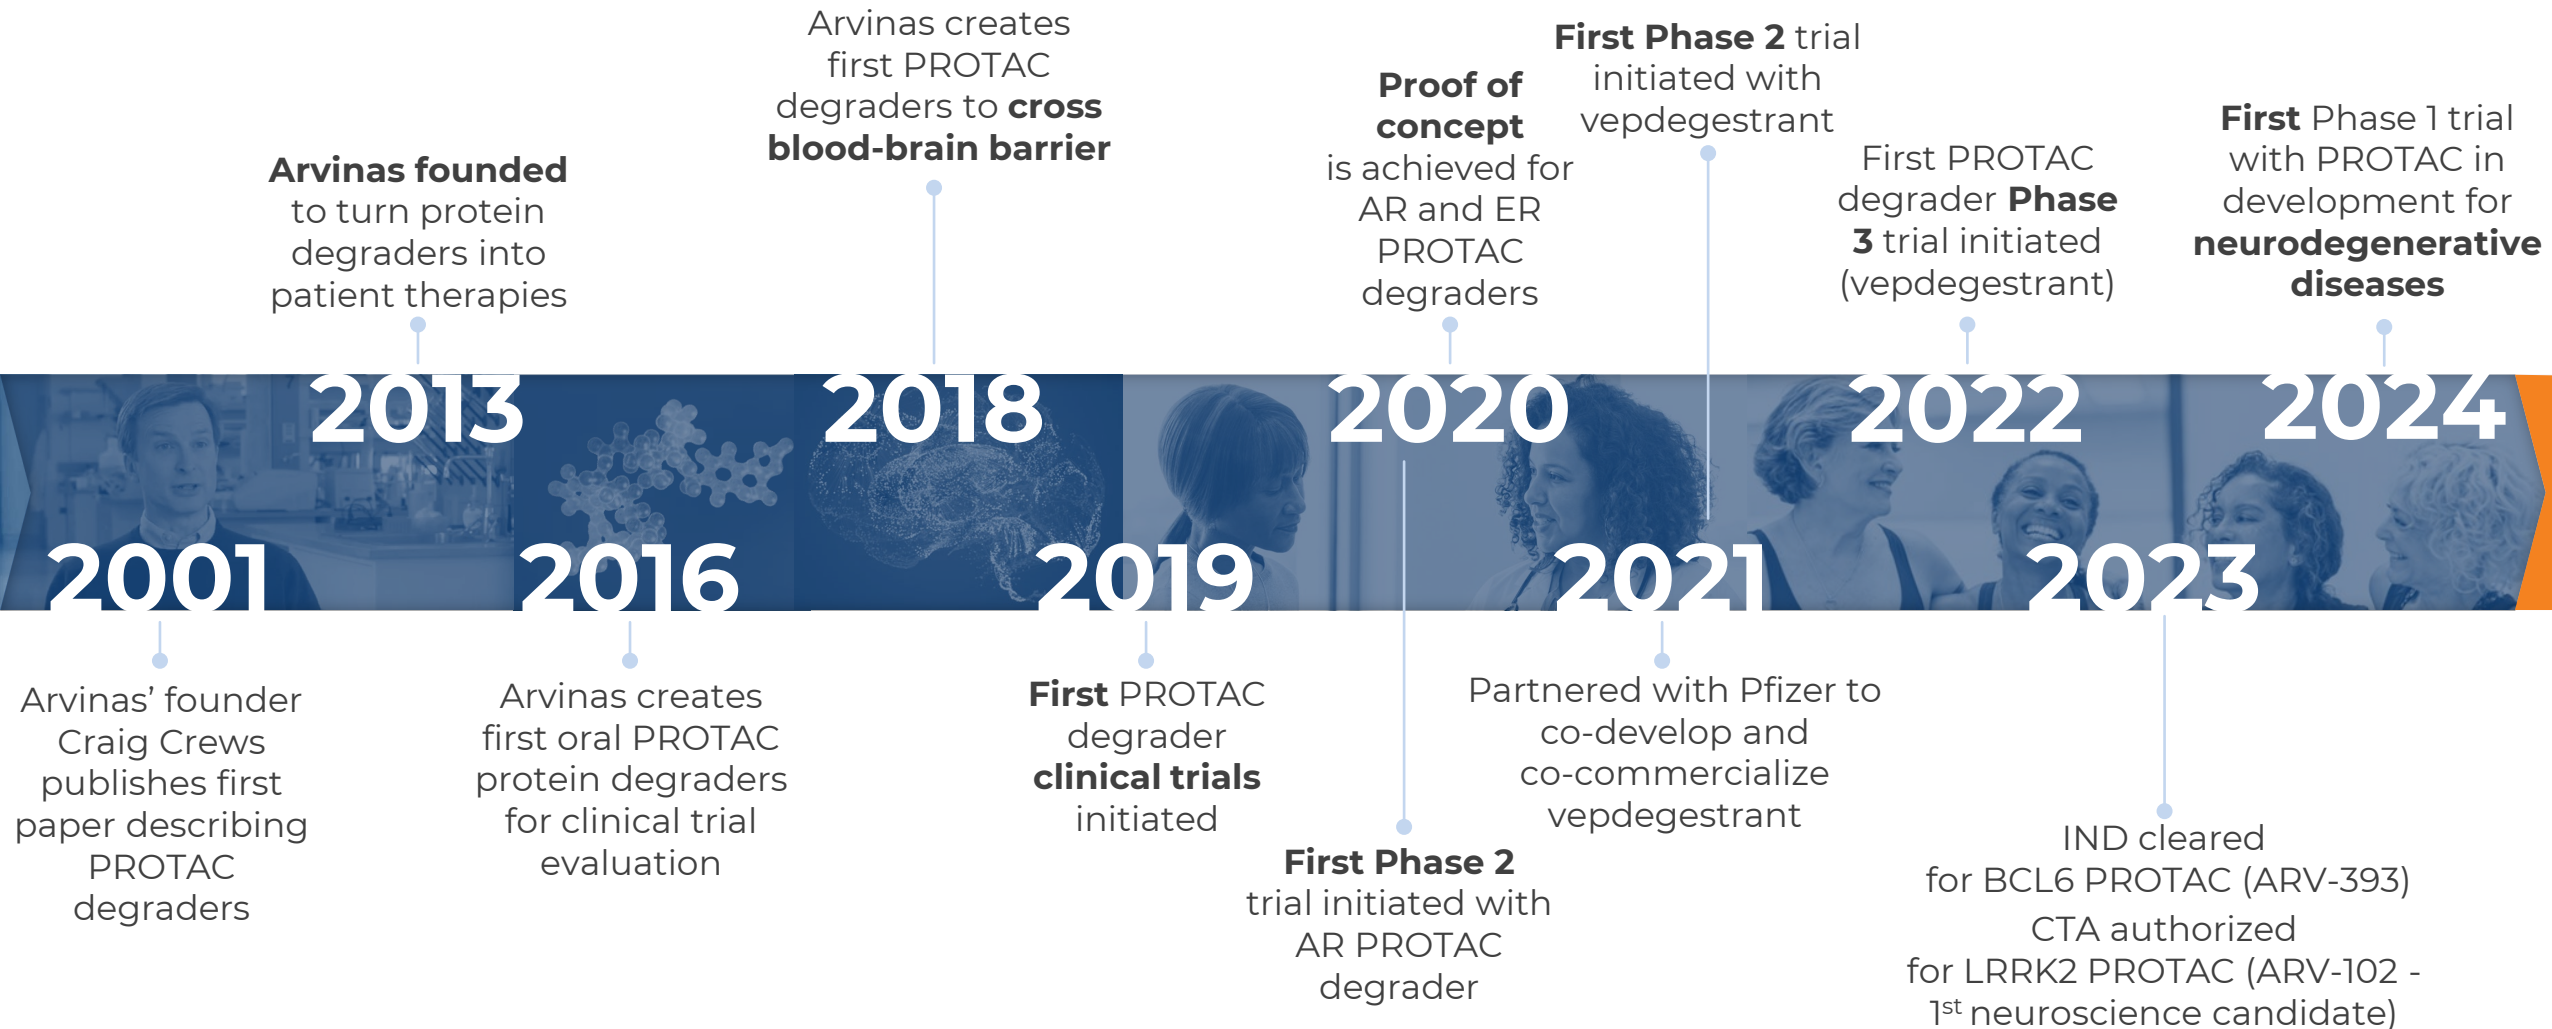 Arvinas’ founder
Craig Crews
publishes first
paper describing
PROTAC
degraders
2001
Arvinas founded
to turn protein
degraders into
patient therapies
2013
2016
Arvinas creates
first oral PROTAC
protein degraders
for clinical trial
evaluation
Arvinas creates
first PROTAC
degraders to cross
blood-brain barrier
2018
2019
First PROTAC
degrader
clinical trials
initiated
Proof of
concept
is achieved for
AR and ER
PROTAC
degraders
2020
First Phase 2
trial initiated with
AR PROTAC
degrader
First Phase 2 trial
initiated with
vepdegestrant
2021
Partnered with Pfizer to
co-develop and
co-commercialize
vepdegestrant
First PROTAC
degrader Phase
3 trial initiated
(vepdegestrant)
2022
2023
IND cleared
for BCL6 PROTAC (ARV-393)
CTA authorized
for LRRK2 PROTAC (ARV-102 -
1st neuroscience candidate)
First Phase 1 trial
with PROTAC in
development for
neurodegenerative
diseases
2024